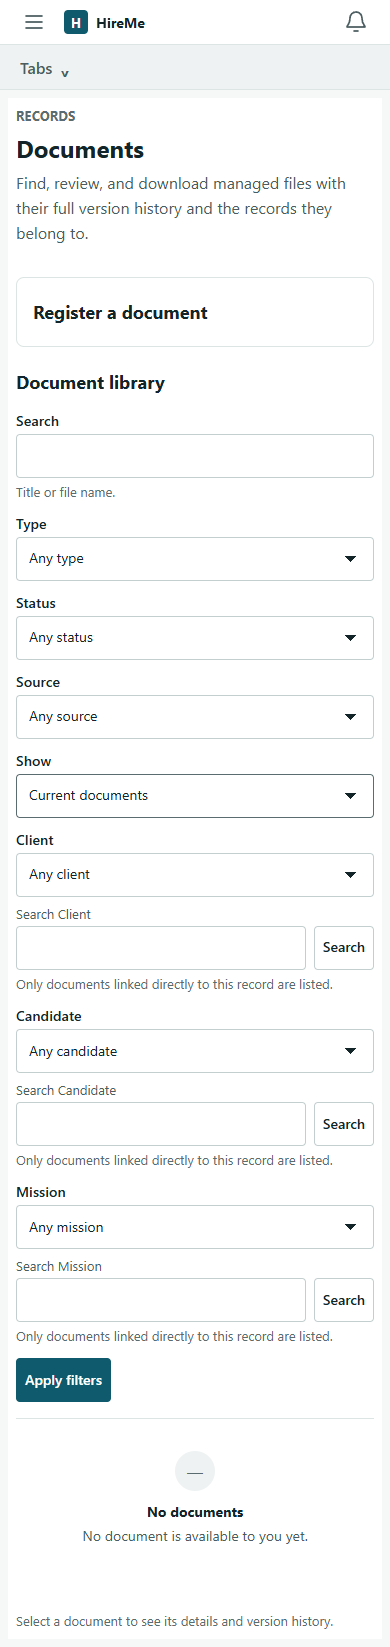 H HireMe
Tabs v
RECORDS
Documents
Find, review, and download managed files with
their full version history and the records they
belong to.
Register a document
Document library
Search
Title or file name.
Type
Any type
Status
Any status
Source
Any source
Show
Current documents
Client
Any client
Search Client
Search
Only documents linked directly to this record are listed.
Candidate
Any candidate
Search Candidate
Search
Only documents linked directly to this record are listed.
Mission
Any mission
Search Mission
Search
Only documents linked directly to this record are listed.
Apply filters
—
No documents
No document is available to you yet.
Select a document to see its details and version history.